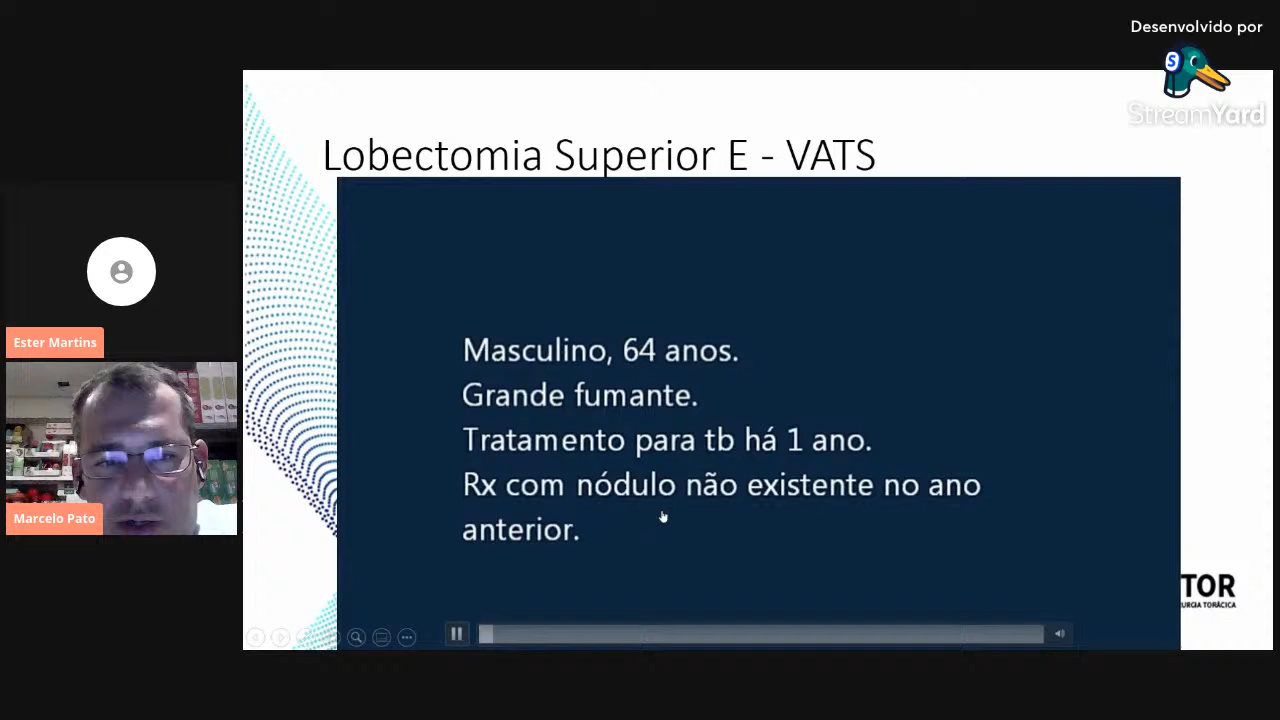 Desenvolvido por
StreamYard
Lobectomia Superior E - VATS
Masculino, 64 anos.
Grande fumante.
Tratamento para tb há 1 ano.
Rx com nódulo não existente no ano
anterior.
Ester Martins
Marcelo Pato
TOR